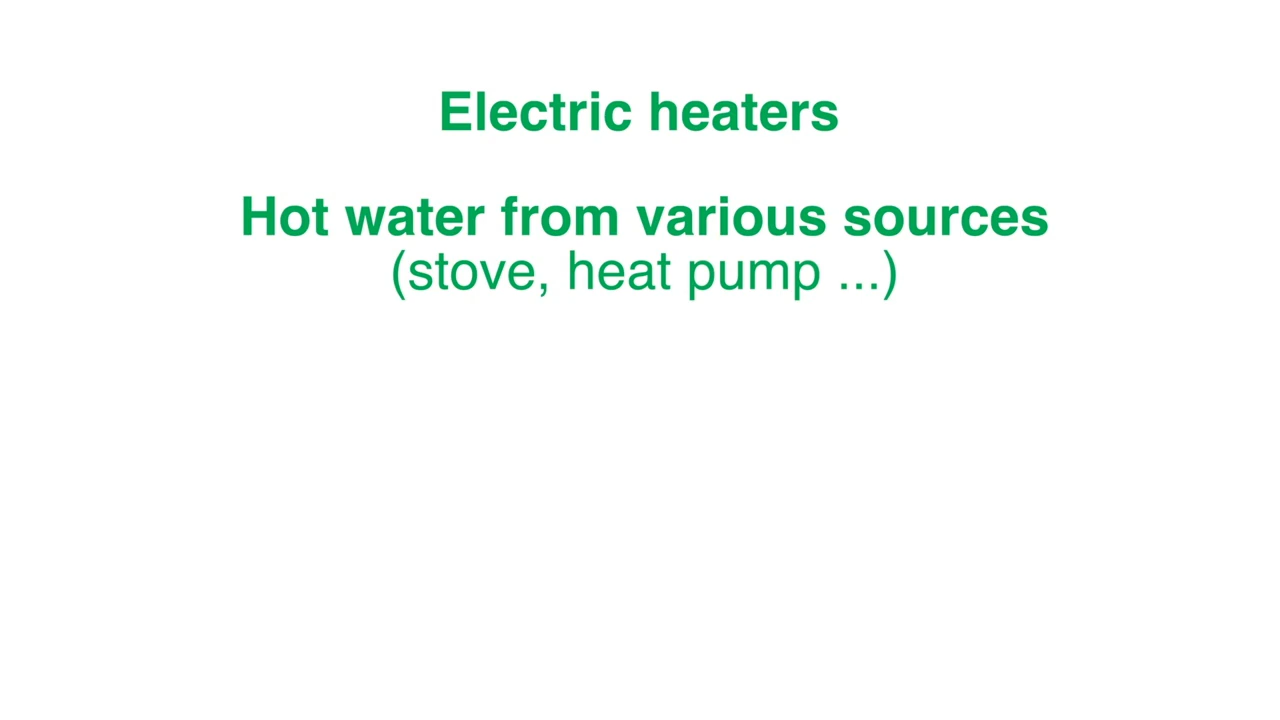 Electric heaters
Hot water from various sources
(stove, heat pump ...)